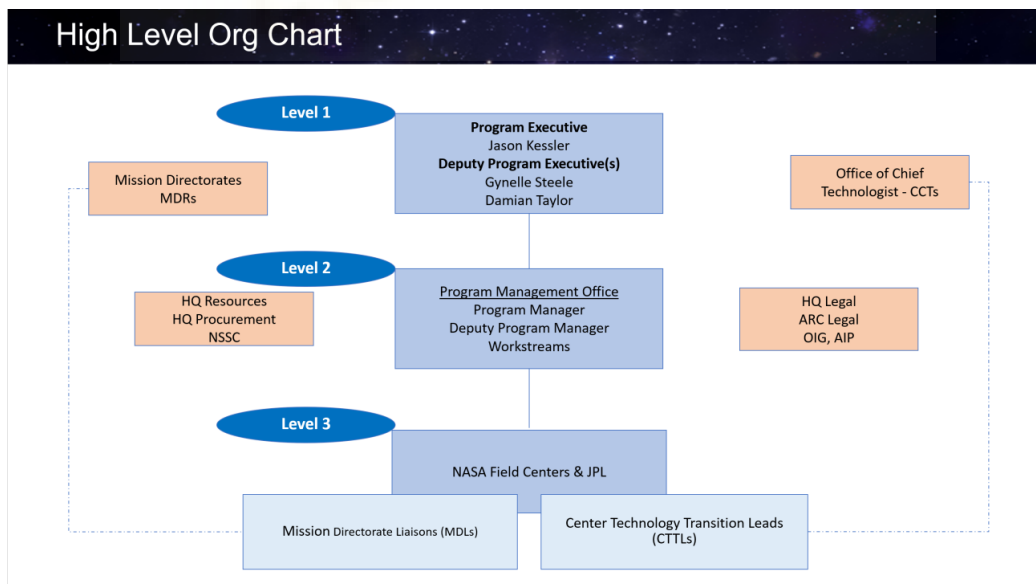 High Level Org Chart
Level 1
Program Executive
Jason Kessler
Deputy Program Executive(s)
Gynelle Steele
Damian Taylor
Mission Directorates
MDRs
Office of Chief
Technologist - CCTs
Level 2
Program Management Office
Program Manager
Deputy Program Manager
Workstreams
HQ Resources
HQ Procurement
NSSC
HQ Legal
ARC Legal
OIG, AIP
Level 3
NASA Field Centers & JPL
Mission Directorate Liaisons (MDLs)
Center Technology Transition Leads
(CTTLs)